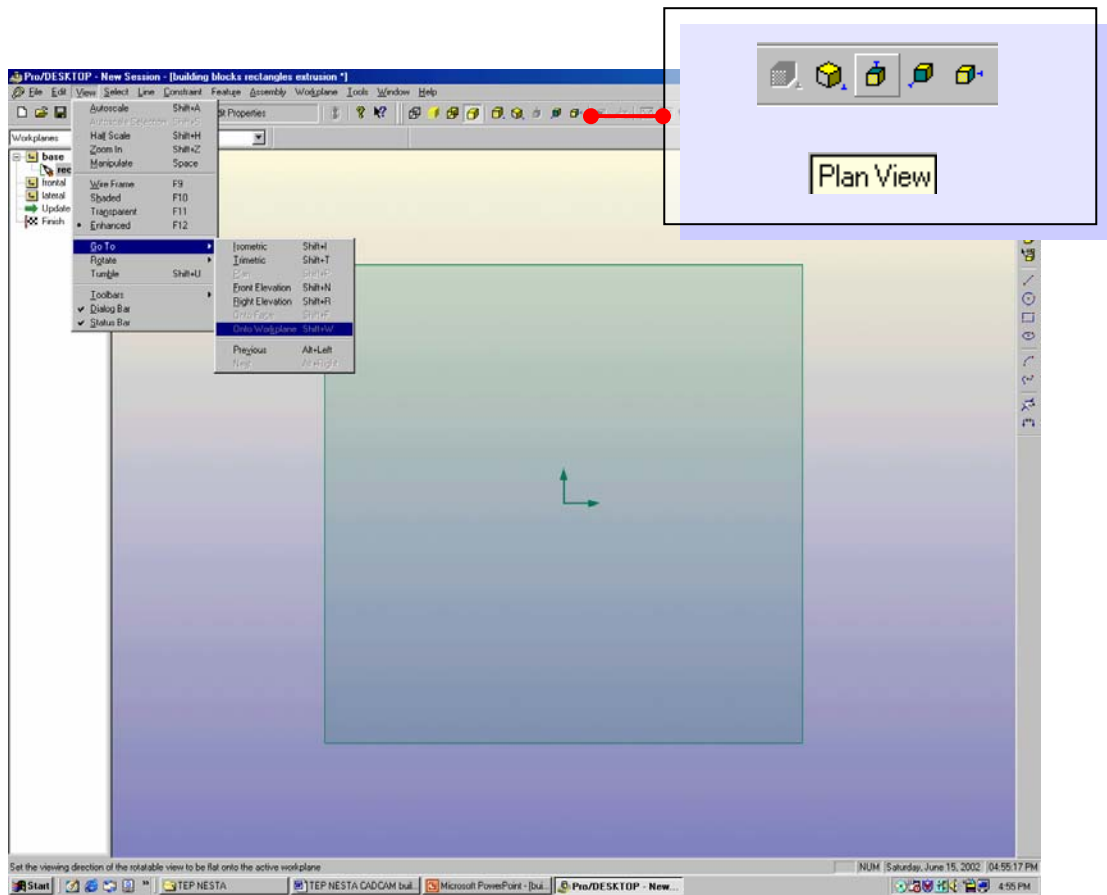 Pro/DESKTOP - New Session - [building blocks rectangles extrusion *]
File Edit View Select Line Constraint Feature Assembly Workplane Tools Window Help
Plan View
Properties
Workplanes
base
rec
frontal
lateral
Update
Finish
Autoscale Shift+A
Autoscale Selection Shift+S
Half Scale Shift+H
Zoom In Shift+Z
Manipulate Space
Wire Frame F9
Shaded F10
Transparent F11
Enhanced F12
Go To
Rotate
Tumble Shift+U
Toolbars
Dialog Bar
Status Bar
Isometric Shift+I
Trimetric Shift+T
Plan Shift+P
Front Elevation Shift+N
Right Elevation Shift+R
Onto Face Shift+F
Onto Workplane Shift+W
Previous Alt+Left
Next Alt+Right
Set the viewing direction of the rotatable view to be flat onto the active workplane
NUM Saturday, June 15, 2002 04:55:17 PM
Start TEP NESTA TEP NESTA CADCAM bui... Microsoft PowerPoint - [bui... Pro/DESKTOP - New... 4:55 PM